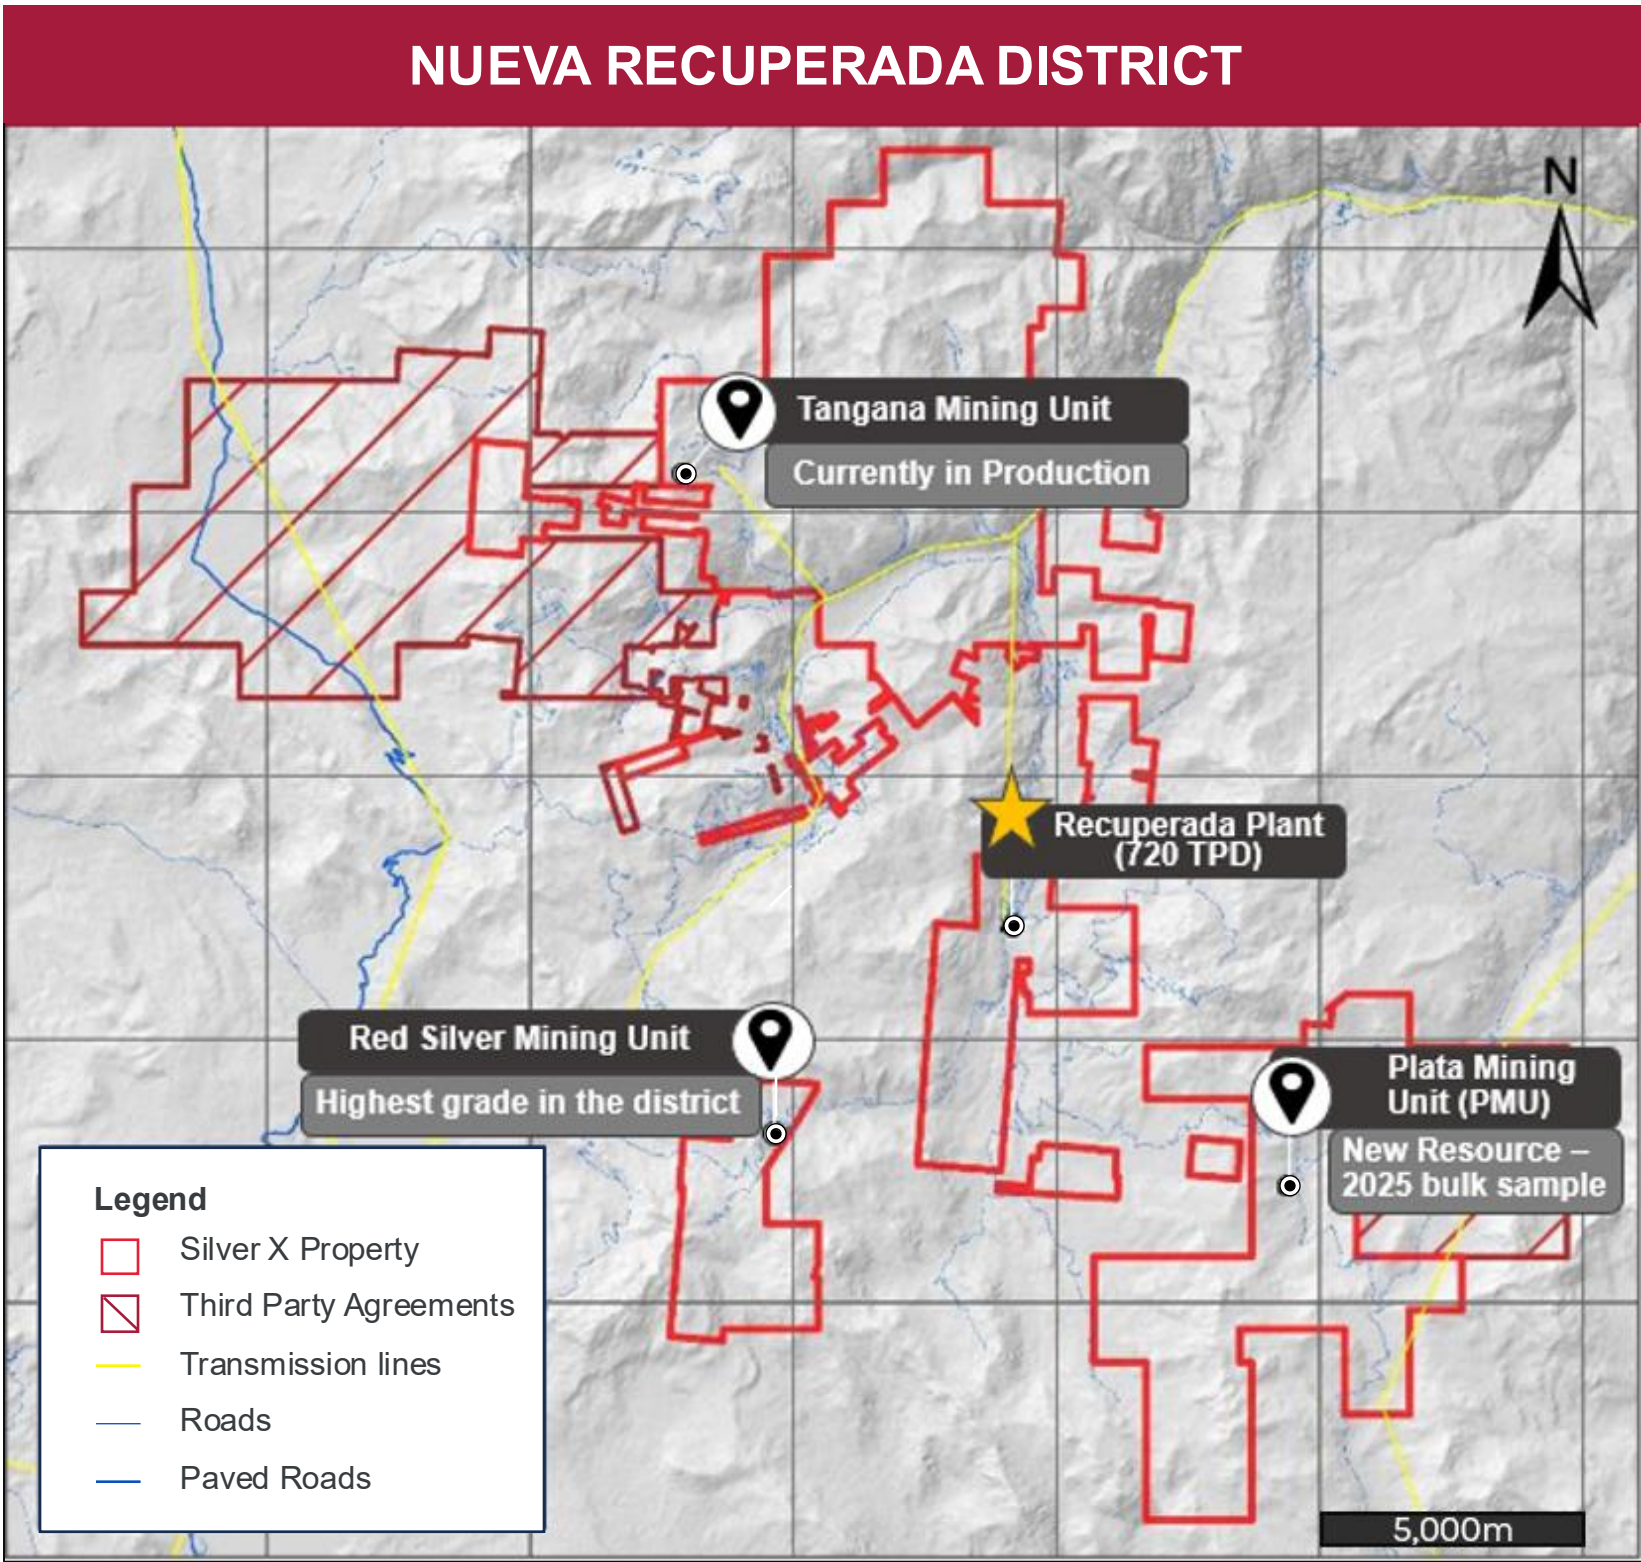 NUEVA RECUPERADA DISTRICT
N
Tangana Mining Unit
Currently in Production
Recuperada Plant
(720 TPD)
Red Silver Mining Unit
Highest grade in the district
Plata Mining
Unit (PMU)
New Resource –
2025 bulk sample
Legend
Silver X Property
Third Party Agreements
Transmission lines
Roads
Paved Roads
5,000m